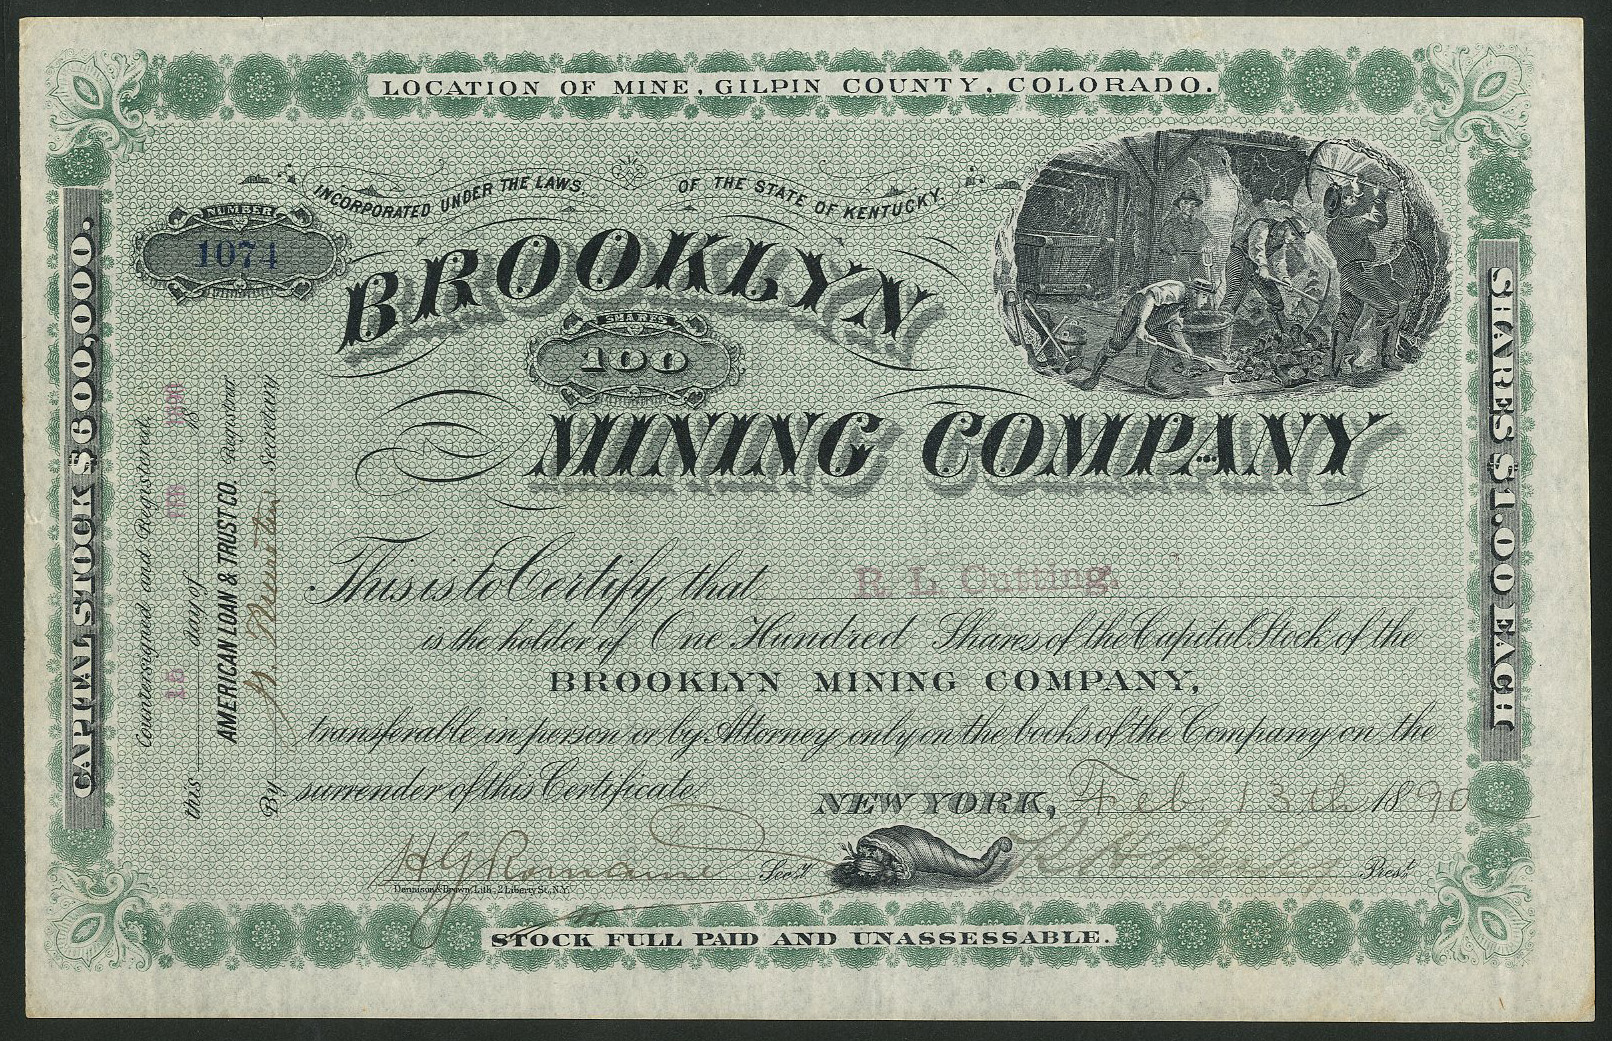 LOCATION OF MINE, GILPIN COUNTY, COLORADO.
INCORPORATED UNDER THE LAWS, OF THE STATE OF KENTUCKY.
NUMBER
1074
BROOKLYN
SHARES
100
MINING COMPANY
CAPITAL STOCK $600,000.
SHARES $1.00 EACH
Countersigned and Registered,
this 15 day of FEB 1890
AMERICAN LOAN & TRUST CO. Registrar
By Secretary
This is to Certify, that R. L. Cutting.
is the holder of One Hundred Shares of the Capital Stock of the
BROOKLYN MINING COMPANY,
transferable in person or by Attorney only on the books of the Company on the
surrender of this Certificate
NEW YORK, Feb. 13th 1890
H G Romaine Sec'y.
Prest.
Dennison & Brown, Lith., 2 Liberty St., N.Y.
STOCK FULL PAID AND UNASSESSABLE.